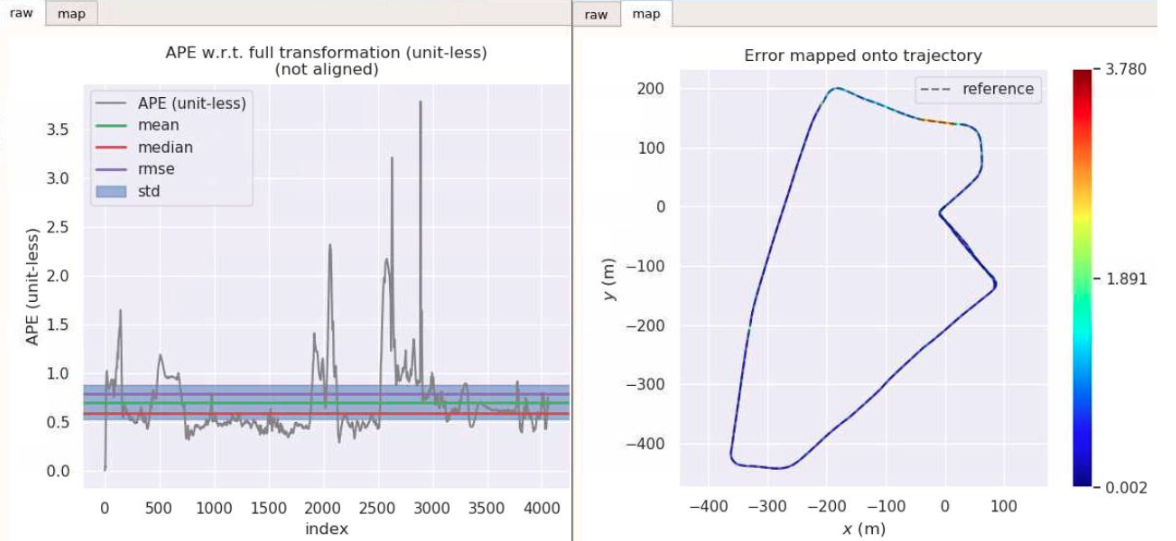 raw map
APE w.r.t. full transformation (unit-less)
(not aligned)
APE (unit-less)
mean
median
rmse
std
APE (unit-less)
3.5
3.0
2.5
2.0
1.5
1.0
0.5
0.0
0 500 1000 1500 2000 2500 3000 3500 4000
index
raw map
Error mapped onto trajectory
reference
y (m)
200
100
0
−100
−200
−300
−400
−400 −300 −200 −100 0 100
x (m)
3.780
1.891
0.002